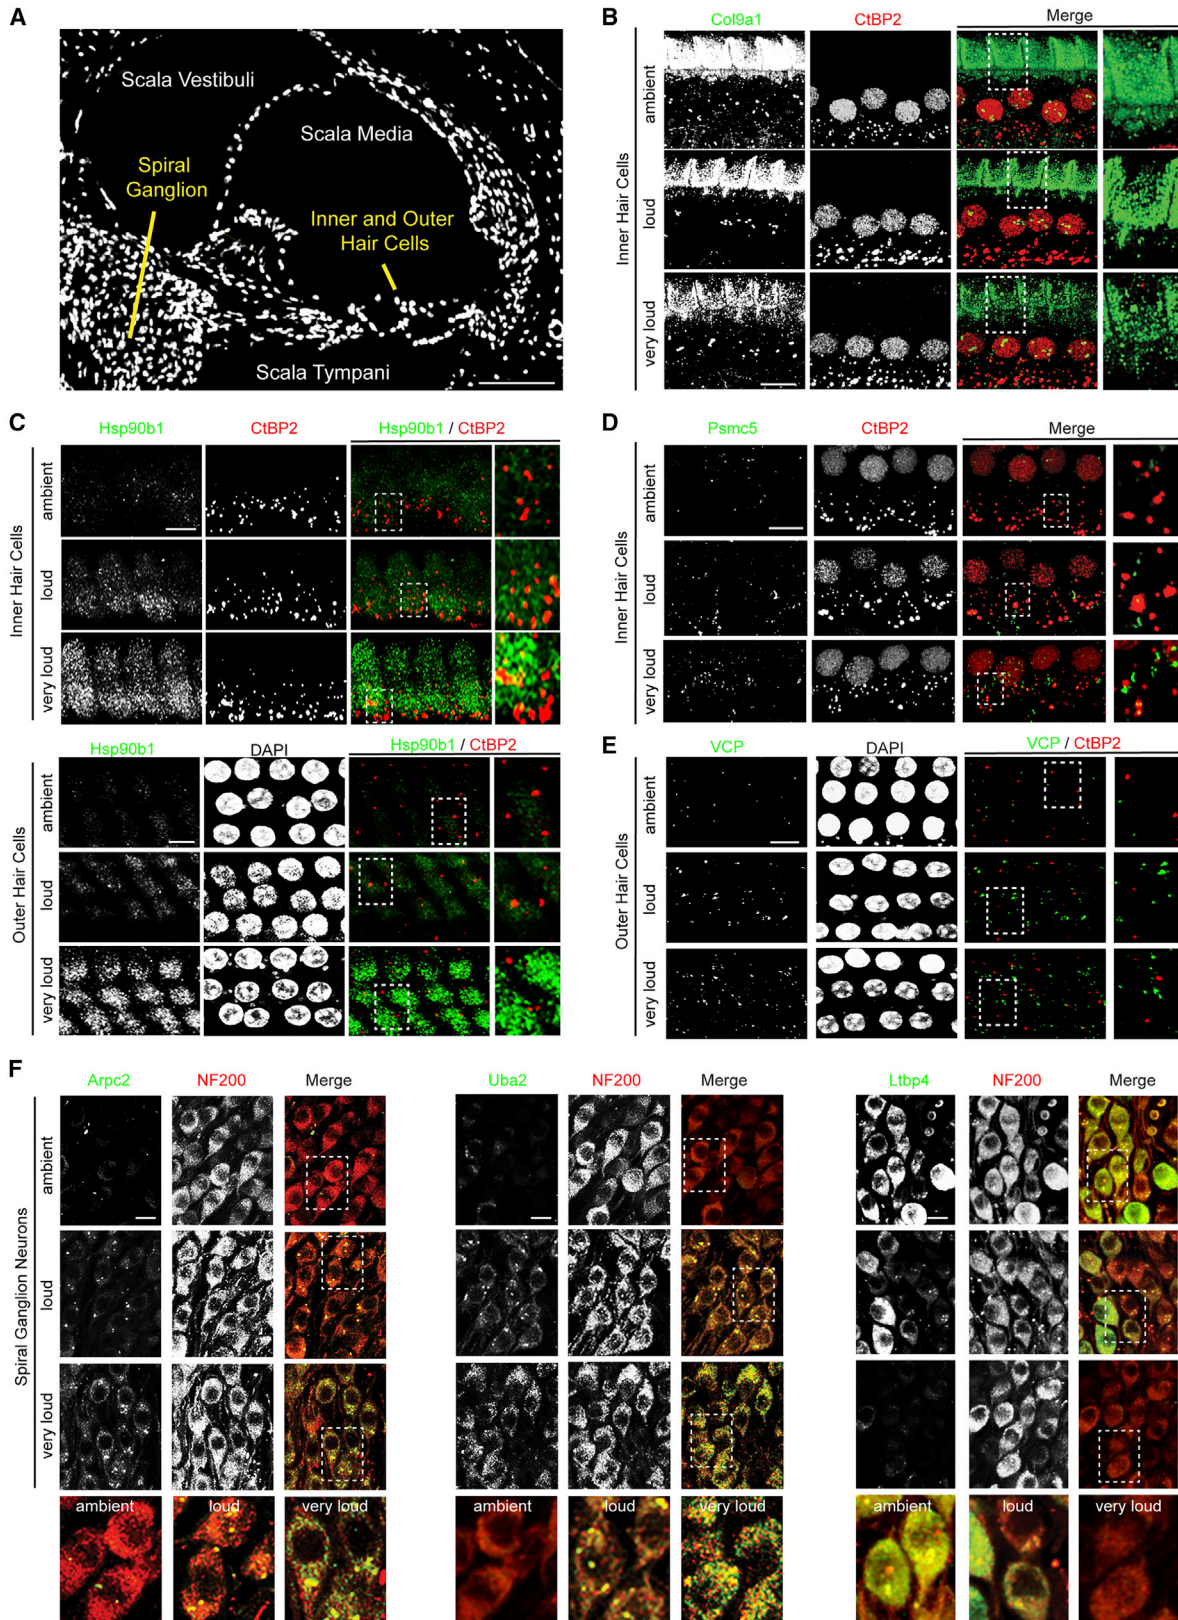 A
Scala Vestibuli
Scala Media
Spiral
Ganglion
Inner and Outer
Hair Cells
Scala Tympani
B
Col9a1
CtBP2
Merge
Inner Hair Cells
ambient
loud
very loud
C
Hsp90b1
CtBP2
Hsp90b1 / CtBP2
Inner Hair Cells
ambient
loud
very loud
Hsp90b1
DAPI
Hsp90b1 / CtBP2
Outer Hair Cells
ambient
loud
very loud
D
Psmc5
CtBP2
Merge
Inner Hair Cells
ambient
loud
very loud
E
VCP
DAPI
VCP / CtBP2
Outer Hair Cells
ambient
loud
very loud
F
Arpc2
NF200
Merge
Uba2
NF200
Merge
Ltbp4
NF200
Merge
Spiral Ganglion Neurons
ambient
loud
very loud
ambient
loud
very loud
ambient
loud
very loud
ambient
loud
very loud